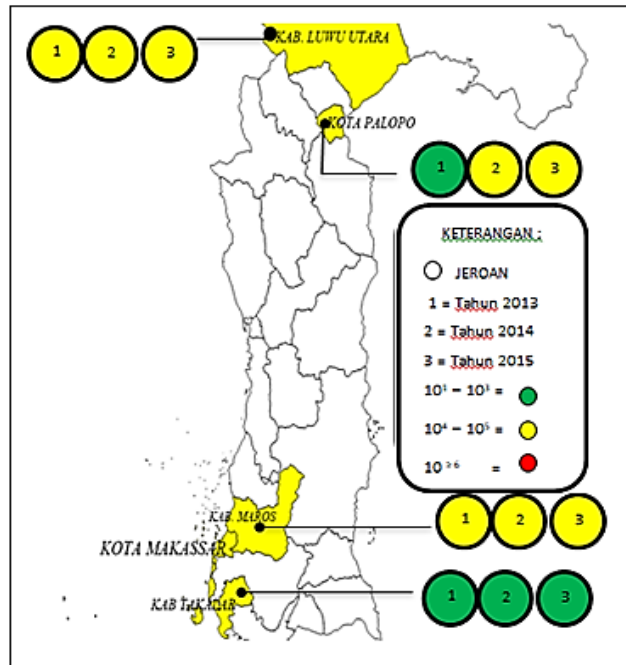 1 2 3
KAB. LUWU UTARA
KOTA PALOPO
1 2 3
KETERANGAN :
JEROAN
1 = Tahun 2013
2 = Tahun 2014
3 = Tahun 2015
10¹ – 10³ =
10⁴ – 10⁵ =
10≥⁶ =
KAB. MAROS
1 2 3
KOTA MAKASSAR
KAB TAKALAR
1 2 3